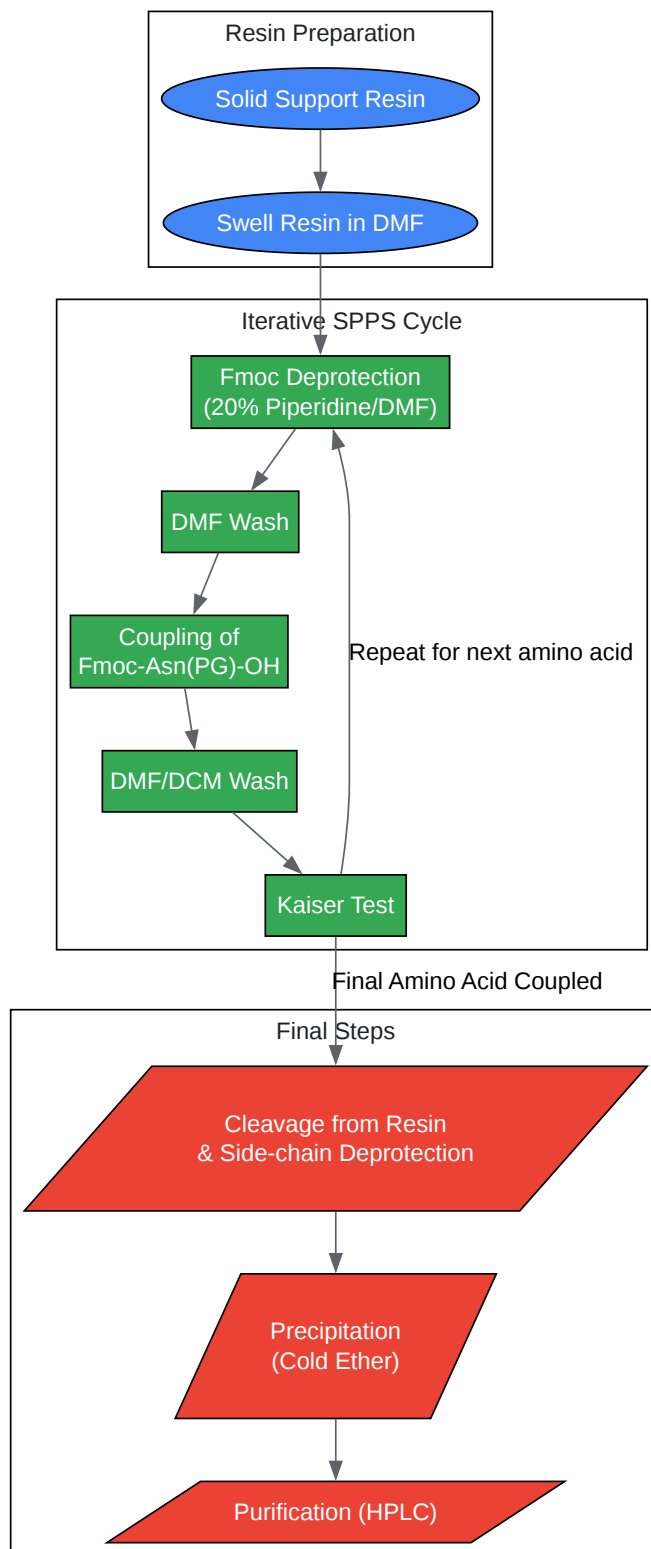 Resin Preparation
Solid Support Resin
Swell Resin in DMF
Iterative SPPS Cycle
Fmoc Deprotection
(20% Piperidine/DMF)
DMF Wash
Coupling of
Fmoc-Asn(PG)-OH
Repeat for next amino acid
DMF/DCM Wash
Kaiser Test
Final Amino Acid Coupled
Final Steps
Cleavage from Resin
& Side-chain Deprotection
Precipitation
(Cold Ether)
Purification (HPLC)